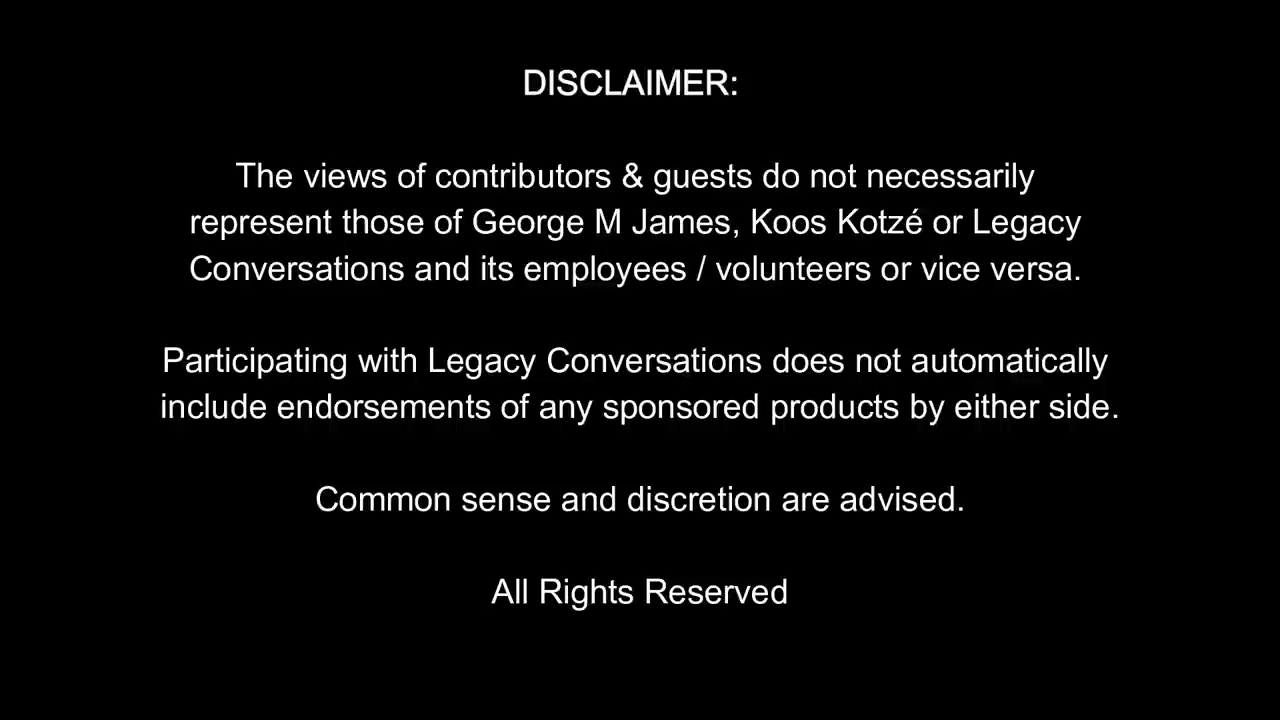 DISCLAIMER:
The views of contributors & guests do not necessarily
represent those of George M James, Koos Kotzé or Legacy
Conversations and its employees / volunteers or vice versa.
Participating with Legacy Conversations does not automatically
include endorsements of any sponsored products by either side.
Common sense and discretion are advised.
All Rights Reserved